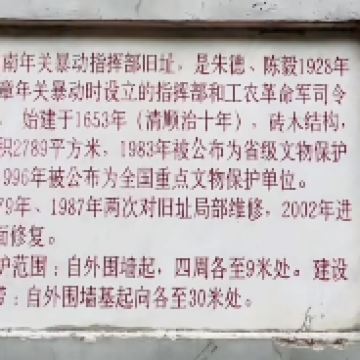 南年关暴动指挥部旧址，是朱德、陈毅1928年
章年关暴动时设立的指挥部和工农革命军司令
。始建于1653年（清顺治十年），砖木结构，
积2789平方米，1983年被公布为省级文物保护
996年被公布为全国重点文物保护单位。
79年、1987年两次对旧址局部维修，2002年进
面修复。
护范围：自外围墙起，四周各至9米处。建设
带：自外围墙基起向各至30米处。